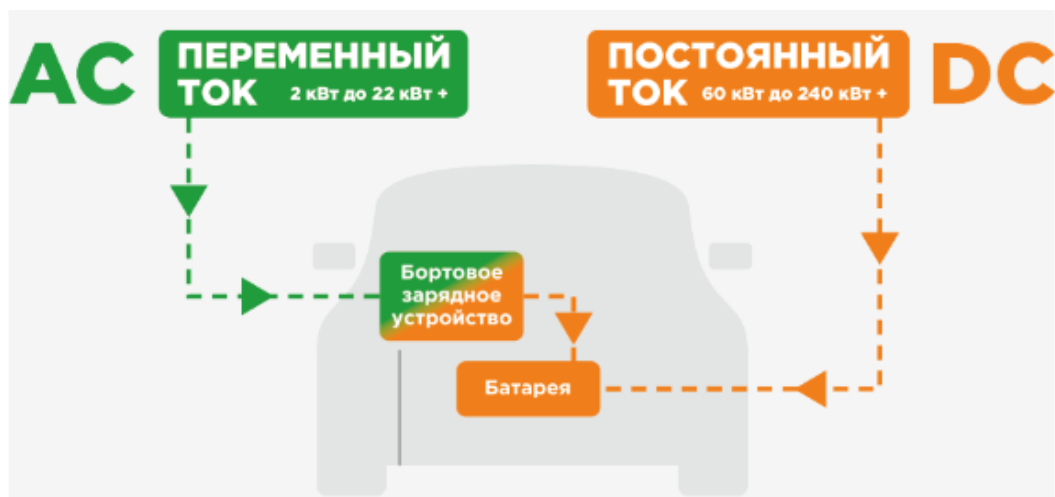 AC
ПЕРЕМЕННЫЙ
ТОК 2 кВт до 22 кВт +
ПОСТОЯННЫЙ
ТОК 60 кВт до 240 кВт +
DC
Бортовое
зарядное
устройство
Батарея